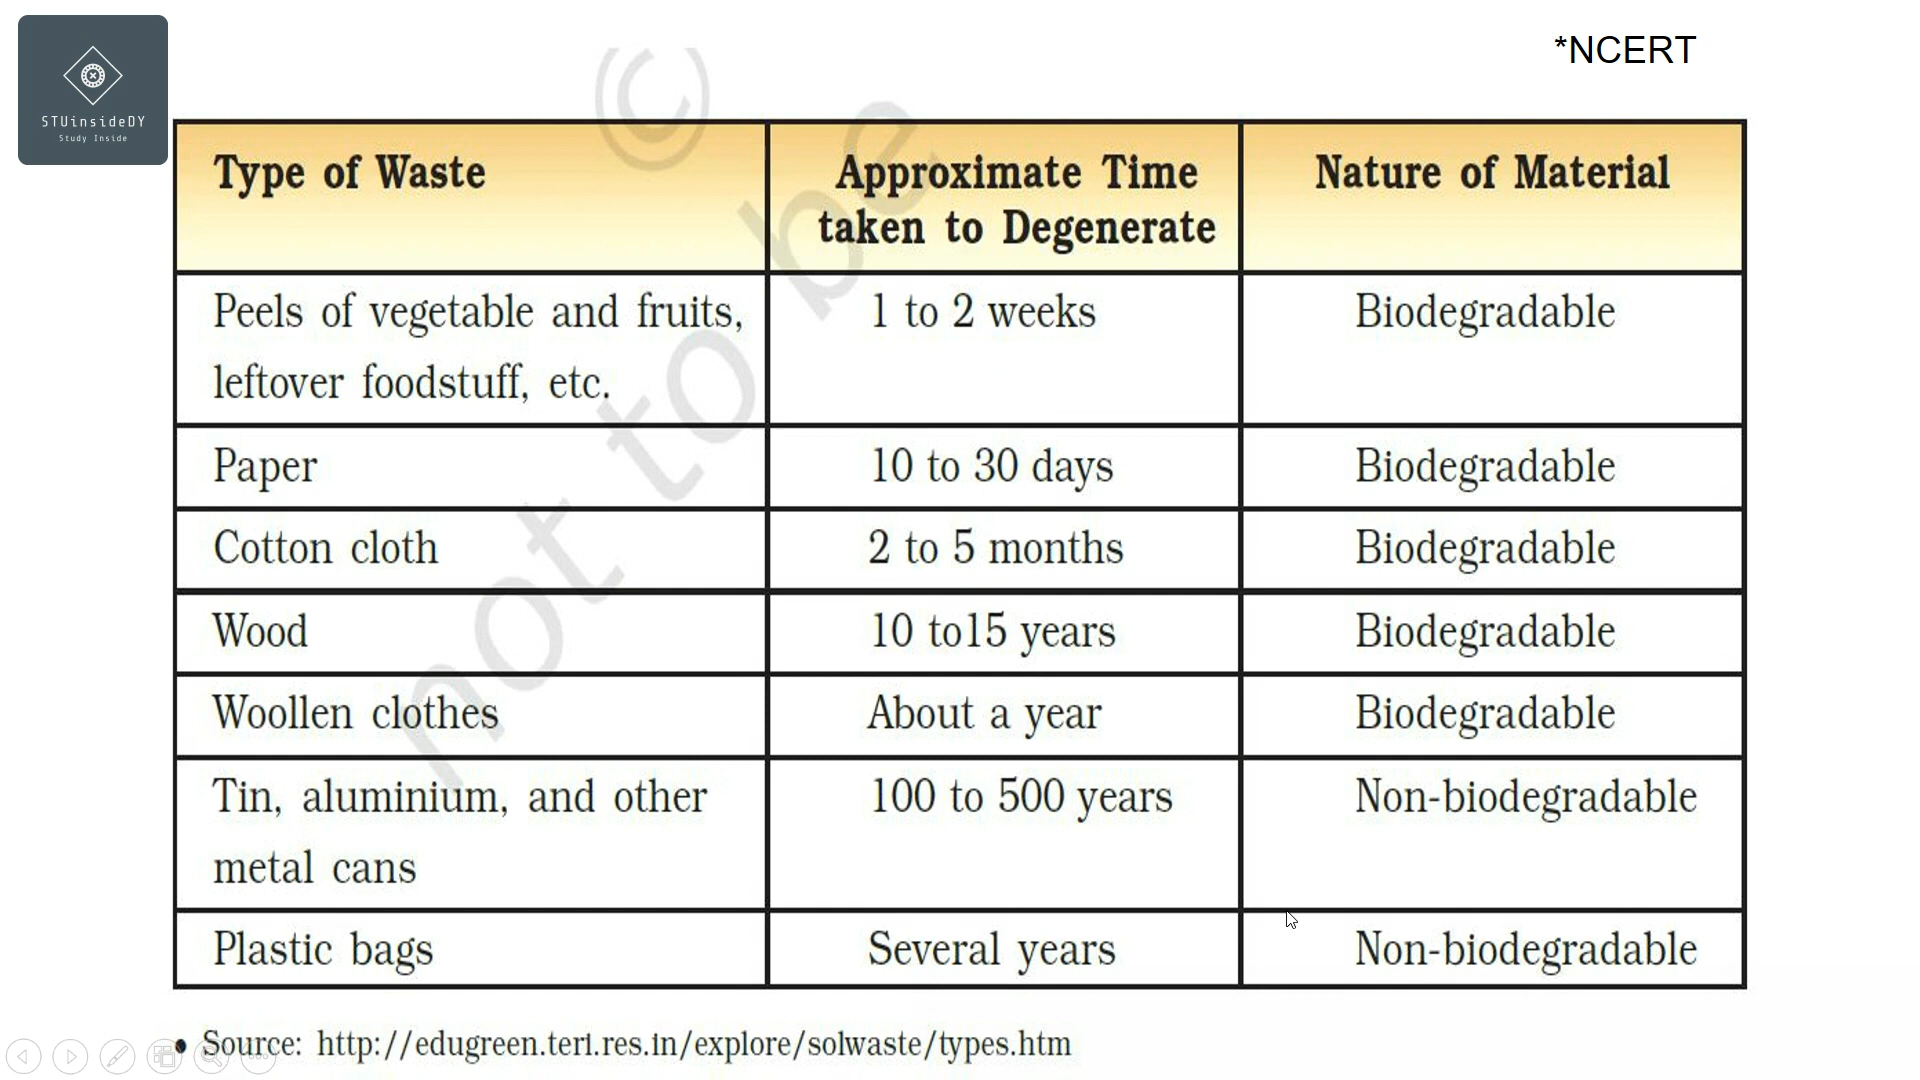 *NCERT
STUinsideDY
Study Inside
Type of Waste
Approximate Time
taken to Degenerate
Nature of Material
Peels of vegetable and fruits,
leftover foodstuff, etc.
1 to 2 weeks
Biodegradable
Paper
10 to 30 days
Biodegradable
Cotton cloth
2 to 5 months
Biodegradable
Wood
10 to15 years
Biodegradable
Woollen clothes
About a year
Biodegradable
Tin, aluminium, and other
metal cans
100 to 500 years
Non-biodegradable
Plastic bags
Several years
Non-biodegradable
• Source: http://edugreen.teri.res.in/explore/solwaste/types.htm
©
not to be